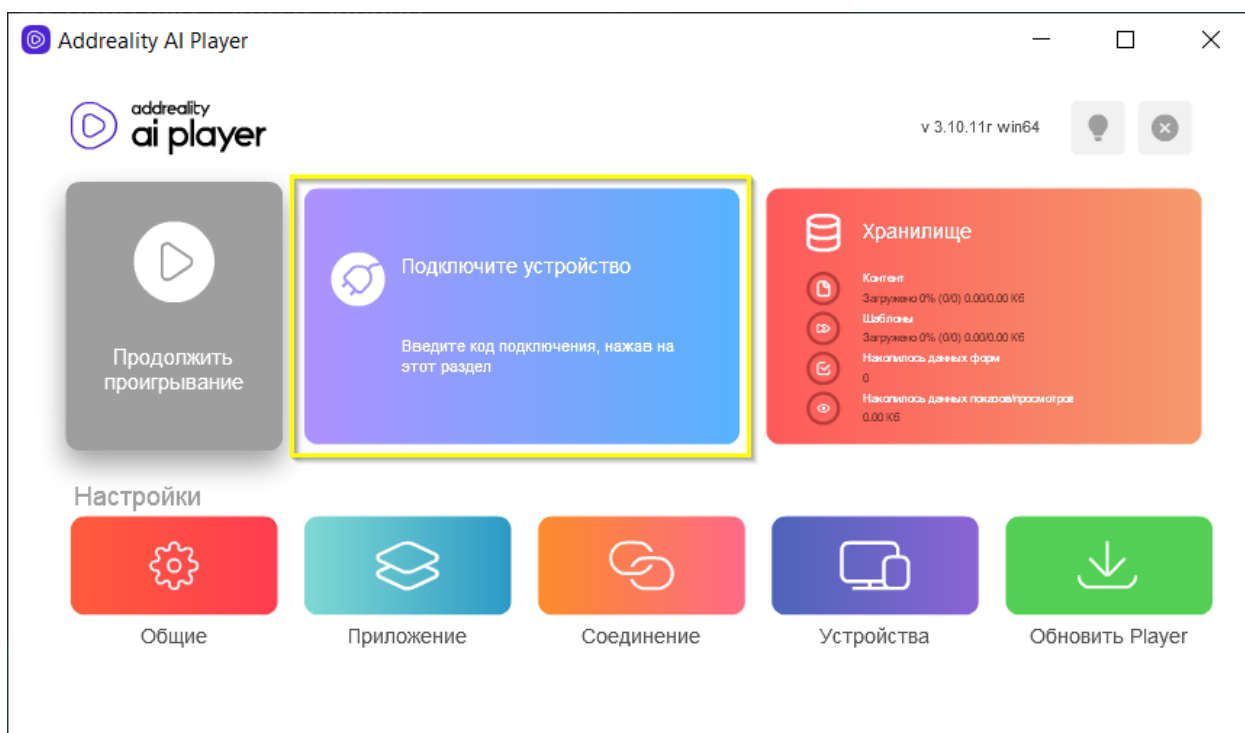 Addreality AI Player
addreality
ai player
v 3.10.11r win64
Продолжить
проигрывание
Подключите устройство
Введите код подключения, нажав на
этот раздел
Хранилище
Контент
Загружено 0% (0/0) 0.00/0.00 Кб
Шаблоны
Загружено 0% (0/0) 0.00/0.00 Кб
Накопилось данных форм
0
Накопилось данных показов/просмотров
0.00 Кб
Настройки
Общие
Приложение
Соединение
Устройства
Обновить Player